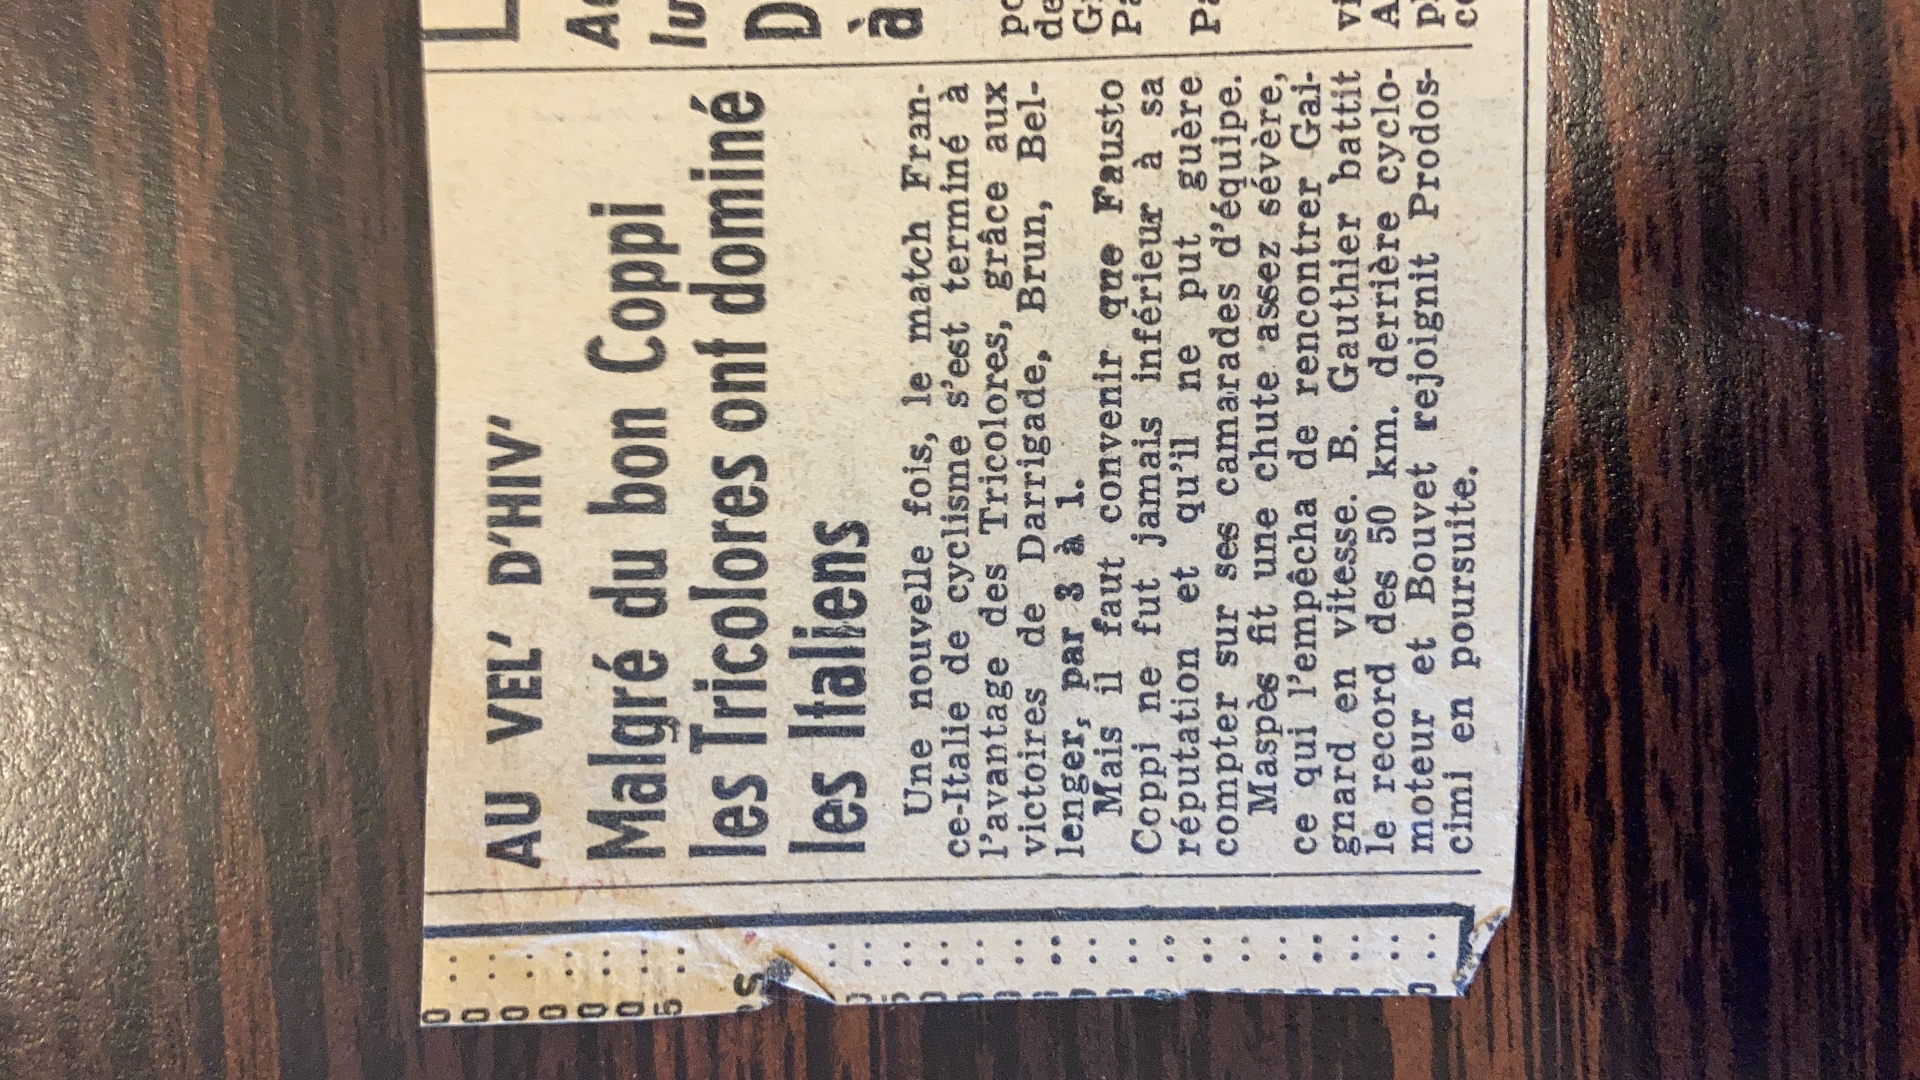 AU VEL' D'HIV'
Malgré du bon Coppi
les Tricolores ont dominé
les Italiens
Une nouvelle fois, le match Fran-
ce-Italie de cyclisme s'est terminé à
l'avantage des Tricolores, grâce aux
victoires de Darrigade, Brun, Bel-
lenger, par 3 à 1.
Mais il faut convenir que Fausto
Coppi ne fut jamais inférieur à sa
réputation et qu'il ne put guère
compter sur ses camarades d'équipe.
Maspès fit une chute assez sévère,
ce qui l'empêcha de rencontrer Gai-
gnard en vitesse. B. Gauthier battit
le record des 50 km. derrière cyclo-
moteur et Bouvet rejoignit Prodos-
cimi en poursuite.
D
à